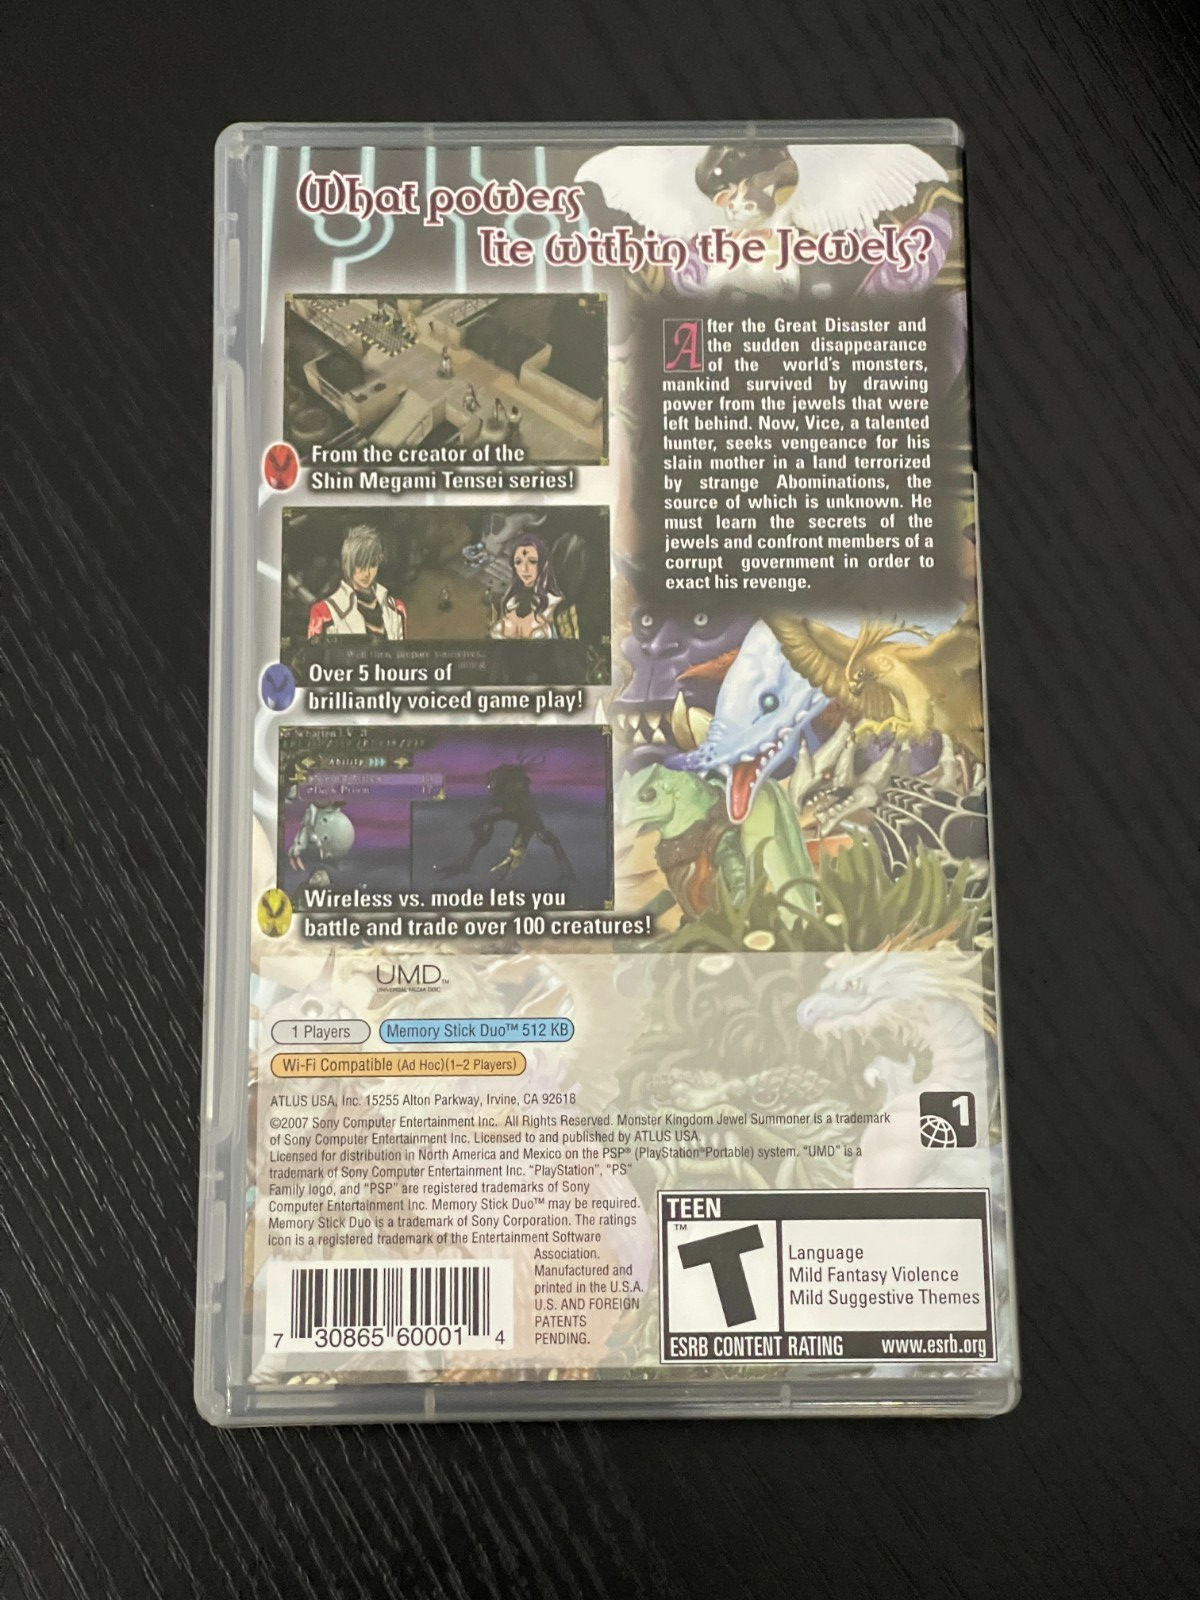 What powers
lie within the Jewels?
After the Great Disaster and
the sudden disappearance
of the world's monsters,
mankind survived by drawing
power from the jewels that were
left behind. Now, Vice, a talented
hunter, seeks vengeance for his
slain mother in a land terrorized
by strange Abominations, the
source of which is unknown. He
must learn the secrets of the
jewels and confront members of a
corrupt government in order to
exact his revenge.
From the creator of the
Shin Megami Tensei series!
Over 5 hours of
brilliantly voiced game play!
Ability
Wireless vs. mode lets you
battle and trade over 100 creatures!
UMD™
UNIVERSAL MEDIA DISC
1 Players
Memory Stick Duo™ 512 KB
Wi-Fi Compatible (Ad Hoc)(1–2 Players)
ATLUS USA, Inc. 15255 Alton Parkway, Irvine, CA 92618
©2007 Sony Computer Entertainment Inc. All Rights Reserved. Monster Kingdom Jewel Summoner is a trademark
of Sony Computer Entertainment Inc. Licensed to and published by ATLUS USA.
Licensed for distribution in North America and Mexico on the PSP® (PlayStation®Portable) system. "UMD" is a
trademark of Sony Computer Entertainment Inc. "PlayStation", "PS"
Family logo, and "PSP" are registered trademarks of Sony
Computer Entertainment Inc. Memory Stick Duo™ may be required.
Memory Stick Duo is a trademark of Sony Corporation. The ratings
icon is a registered trademark of the Entertainment Software
Association.
Manufactured and
printed in the U.S.A.
U.S. AND FOREIGN
PATENTS
PENDING.
1
7 30865 60001 4
TEEN
T™
Language
Mild Fantasy Violence
Mild Suggestive Themes
ESRB CONTENT RATING www.esrb.org